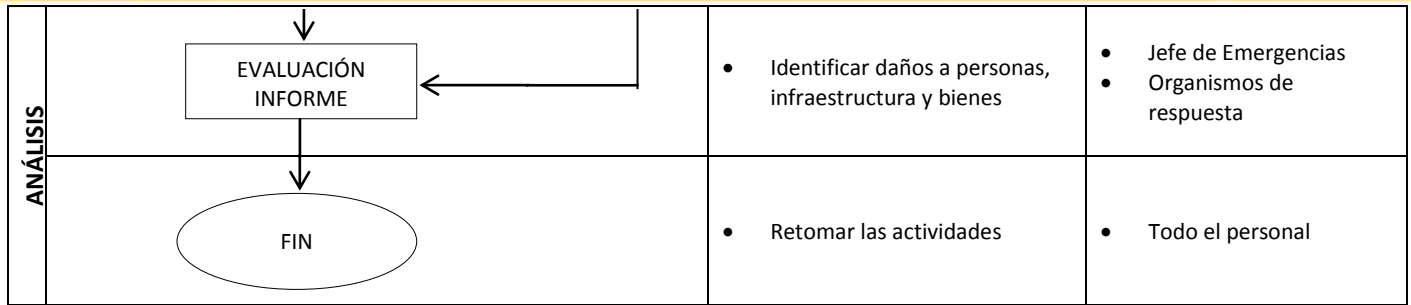 ANÁLISIS
EVALUACIÓN
INFORME
• Identificar daños a personas,
infraestructura y bienes
• Jefe de Emergencias
• Organismos de
respuesta
FIN
• Retomar las actividades
• Todo el personal